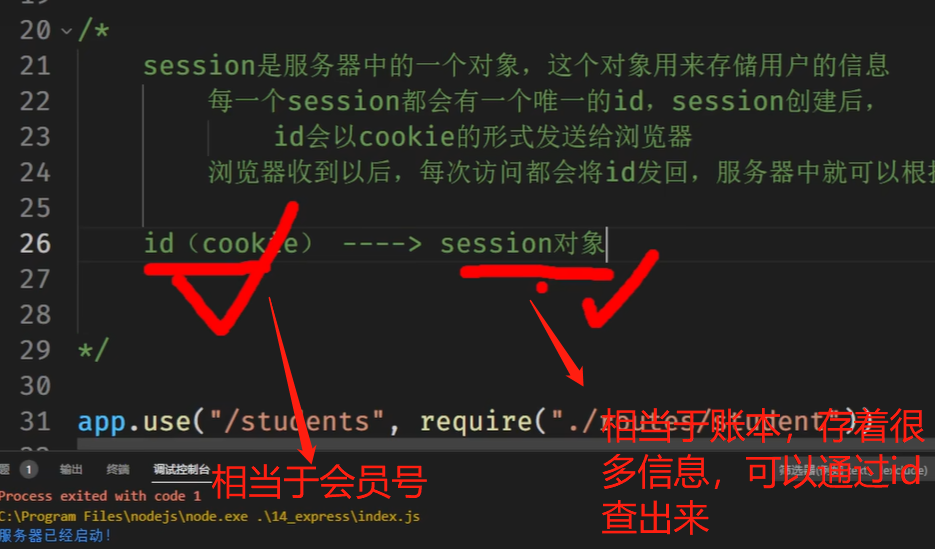 20 /*
21 session是服务器中的一个对象，这个对象用来存储用户的信息
22 每一个session都会有一个唯一的id，session创建后，
23 id会以cookie的形式发送给浏览器
24 浏览器收到以后，每次访问都会将id发回，服务器中就可以根据
25
26 id（cookie） ----> session对象
27
28
29 */
30
31 app.use("/students", require("./routes/student"))
相当于账本，存着很
多信息，可以通过id
查出来
相当于会员号
题 1 输出 终端 调试控制台
Process exited with code 1
C:\Program Files\nodejs\node.exe .\14_express\index.js
服务器已经启动！